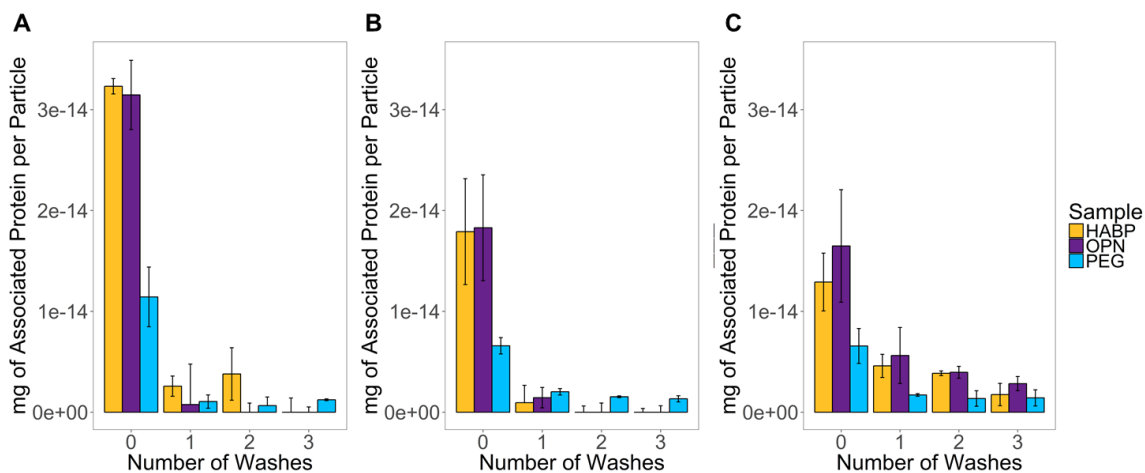 A
mg of Associated Protein per Particle
3e-14
2e-14
1e-14
0e+00
0 1 2 3
Number of Washes
B
mg of Associated Protein per Particle
3e-14
2e-14
1e-14
0e+00
0 1 2 3
Number of Washes
C
mg of Associated Protein per Particle
3e-14
2e-14
1e-14
0e+00
0 1 2 3
Number of Washes
Sample
HABP
OPN
PEG